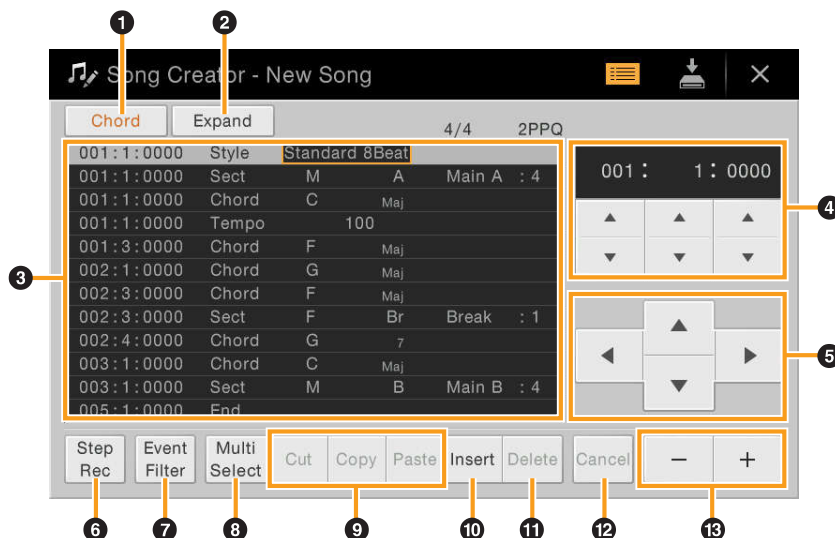 1 2
Song Creator - New Song
Chord Expand 4/4 2PPQ
001:1:0000 Style Standard 8Beat
001:1:0000 Sect M A Main A : 4
001:1:0000 Chord C Maj
001:1:0000 Tempo 100
001:3:0000 Chord F Maj
002:1:0000 Chord G Maj
002:3:0000 Chord F Maj
002:3:0000 Sect F Br Break : 1
002:4:0000 Chord G 7
003:1:0000 Chord C Maj
003:1:0000 Sect M B Main B : 4
005:1:0000 End
3
001: 1: 0000
4
5
Step Rec
Event Filter
Multi Select
Cut Copy Paste Insert Delete Cancel − +
6 7 8 9 10 11 12 13